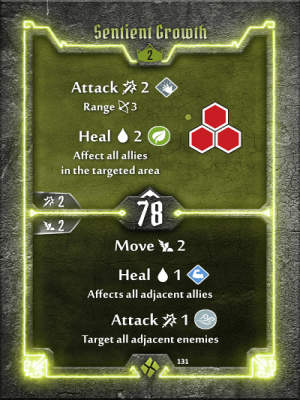 Sentient Growth
2
Attack 2
Range 3
Heal 2
Affect all allies
in the targeted area
2
78
2
Move 2
Heal 1
Affects all adjacent allies
Attack 1
Target all adjacent enemies
131